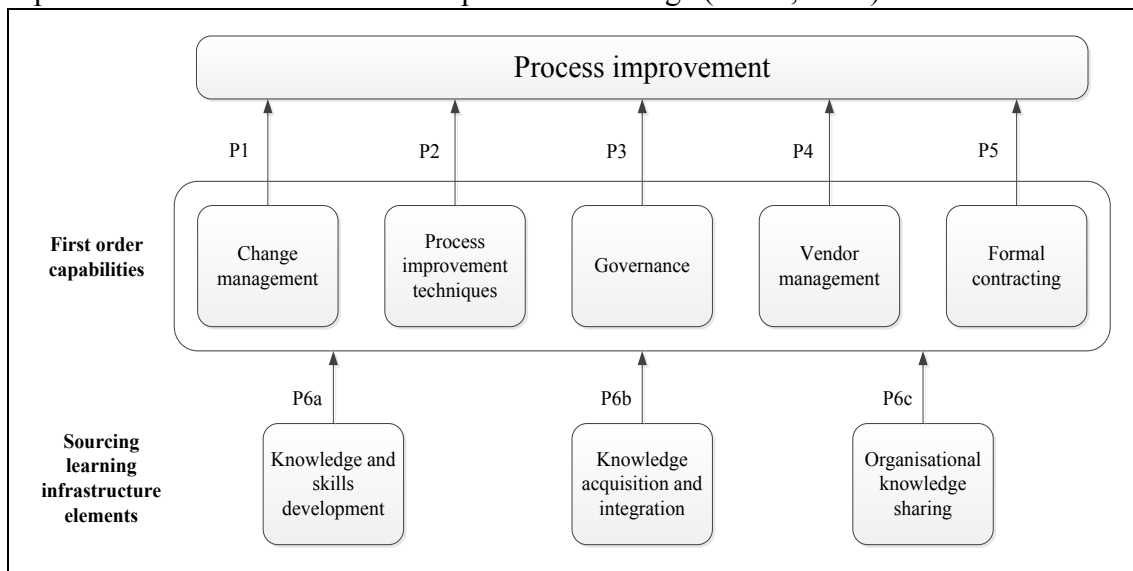 Process improvement
P1
P2
P3
P4
P5
First order
capabilities
Change
management
Process
improvement
techniques
Governance
Vendor
management
Formal
contracting
P6a
P6b
P6c
Sourcing
learning
infrastructure
elements
Knowledge and
skills
development
Knowledge
acquisition and
integration
Organisational
knowledge
sharing